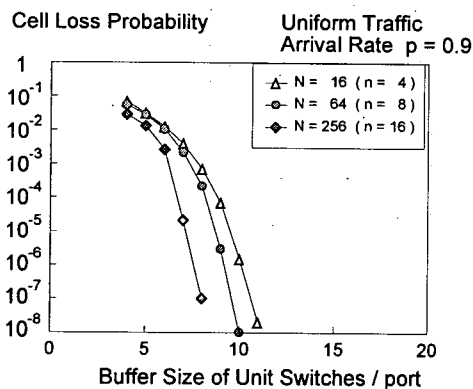 Cell Loss Probability
Uniform Traffic
Arrival Rate p = 0.9
N = 16 ( n = 4 )
N = 64 ( n = 8 )
N = 256 ( n = 16 )
1
10-1
10-2
10-3
10-4
10-5
10-6
10-7
10-8
0 5 10 15 20
Buffer Size of Unit Switches / port